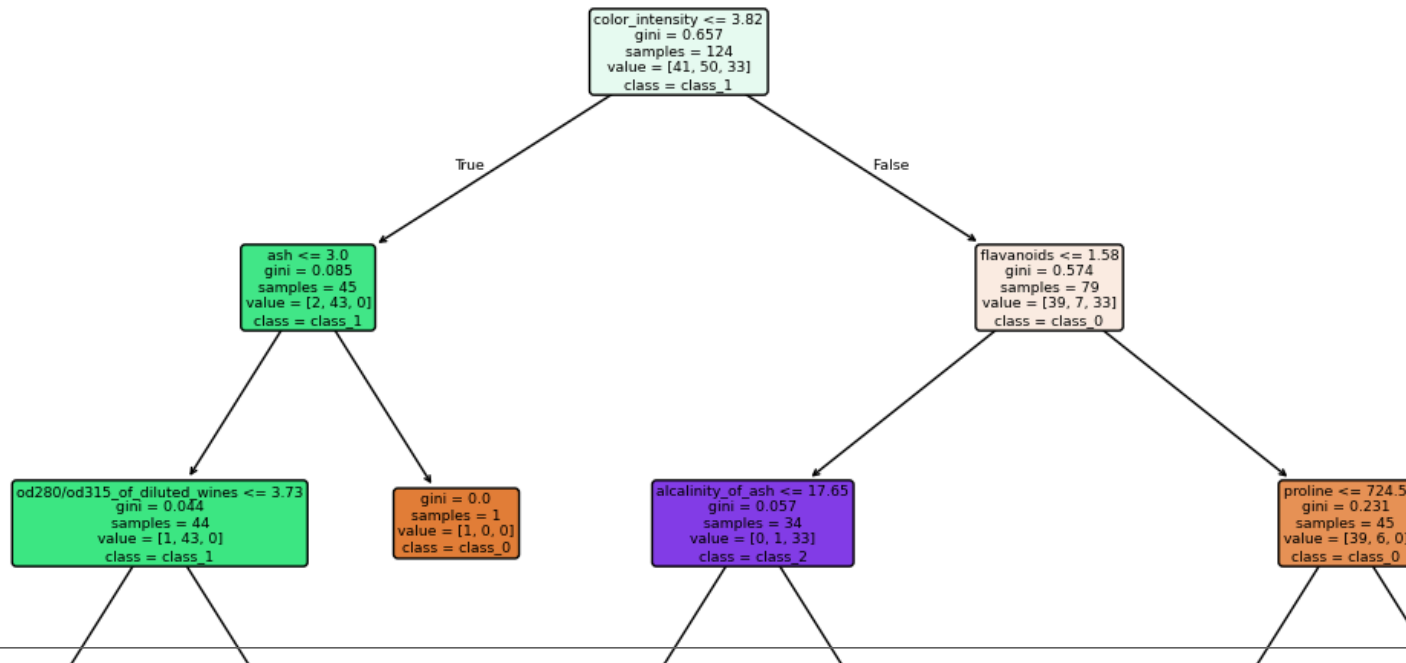 color_intensity <= 3.82
gini = 0.657
samples = 124
value = [41, 50, 33]
class = class_1
True
False
ash <= 3.0
gini = 0.085
samples = 45
value = [2, 43, 0]
class = class_1
flavanoids <= 1.58
gini = 0.574
samples = 79
value = [39, 7, 33]
class = class_0
od280/od315_of_diluted_wines <= 3.73
gini = 0.044
samples = 44
value = [1, 43, 0]
class = class_1
gini = 0.0
samples = 1
value = [1, 0, 0]
class = class_0
alcalinity_of_ash <= 17.65
gini = 0.057
samples = 34
value = [0, 1, 33]
class = class_2
proline <= 724.5
gini = 0.231
samples = 45
value = [39, 6, 0]
class = class_0